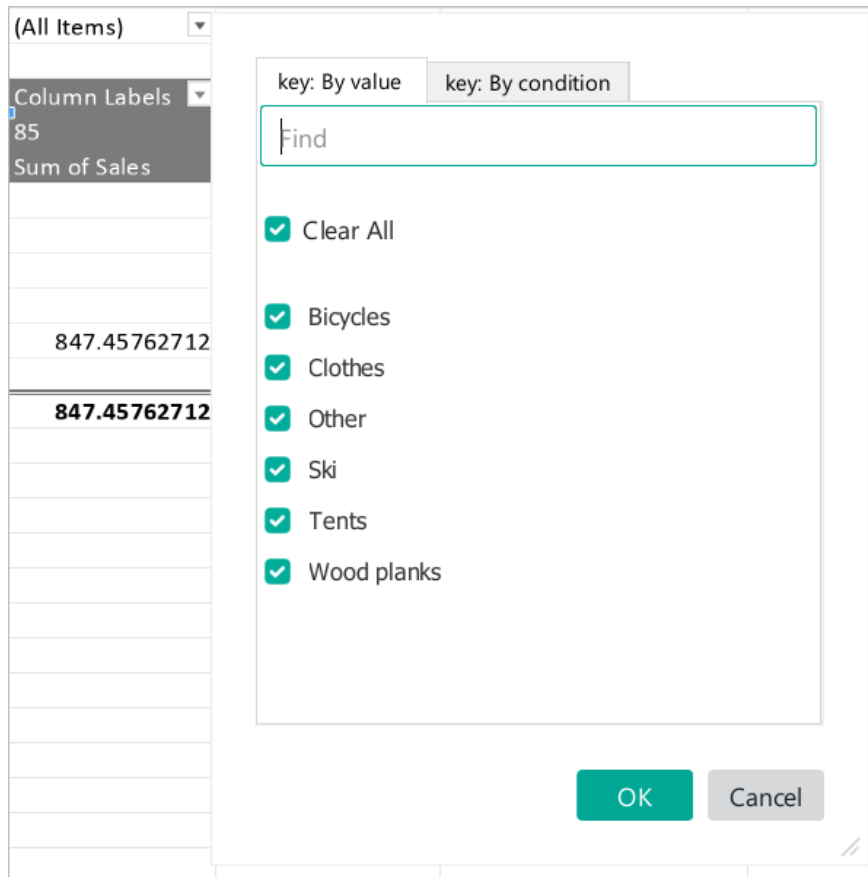 (All Items)
Column Labels
85
Sum of Sales
847.45762712
847.45762712
key: By value
key: By condition
Find
Clear All
Bicycles
Clothes
Other
Ski
Tents
Wood planks
OK
Cancel